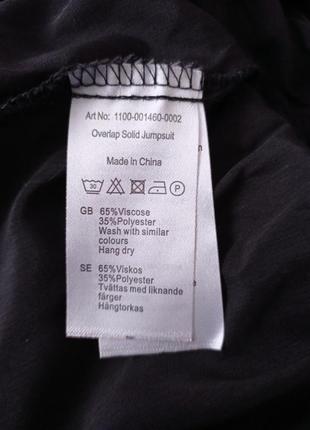 Art No: 1100-001460-0002
Overlap Solid Jumpsuit
Made in China
30 P
GB 65%Viscose
35%Polyester
Wash with similar
colours
Hang dry
SE 65%Viskos
35%Polyester
Tvättas med liknande
färger
Hängtorkas